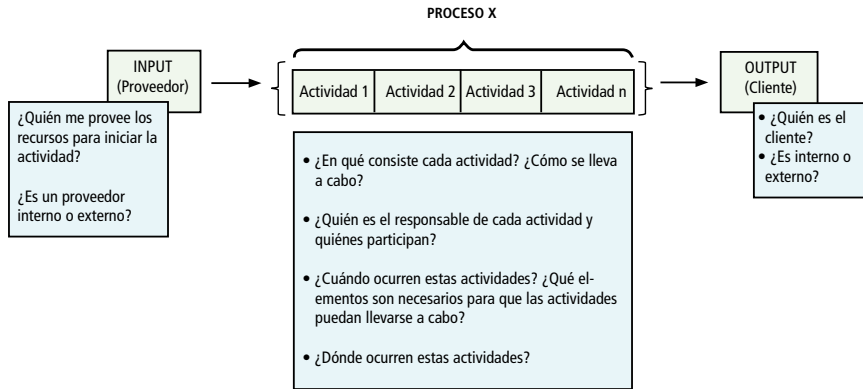 PROCESO X
INPUT
(Proveedor)
Actividad 1
Actividad 2
Actividad 3
Actividad n
OUTPUT
(Cliente)
¿Quién me provee los
recursos para iniciar la
actividad?
¿Es un proveedor
interno o externo?
• ¿En qué consiste cada actividad? ¿Cómo se lleva
a cabo?
• ¿Quién es el responsable de cada actividad y
quiénes participan?
• ¿Cuándo ocurren estas actividades? ¿Qué el-
ementos son necesarios para que las actividades
puedan llevarse a cabo?
• ¿Dónde ocurren estas actividades?
• ¿Quién es el
cliente?
• ¿Es interno o
externo?